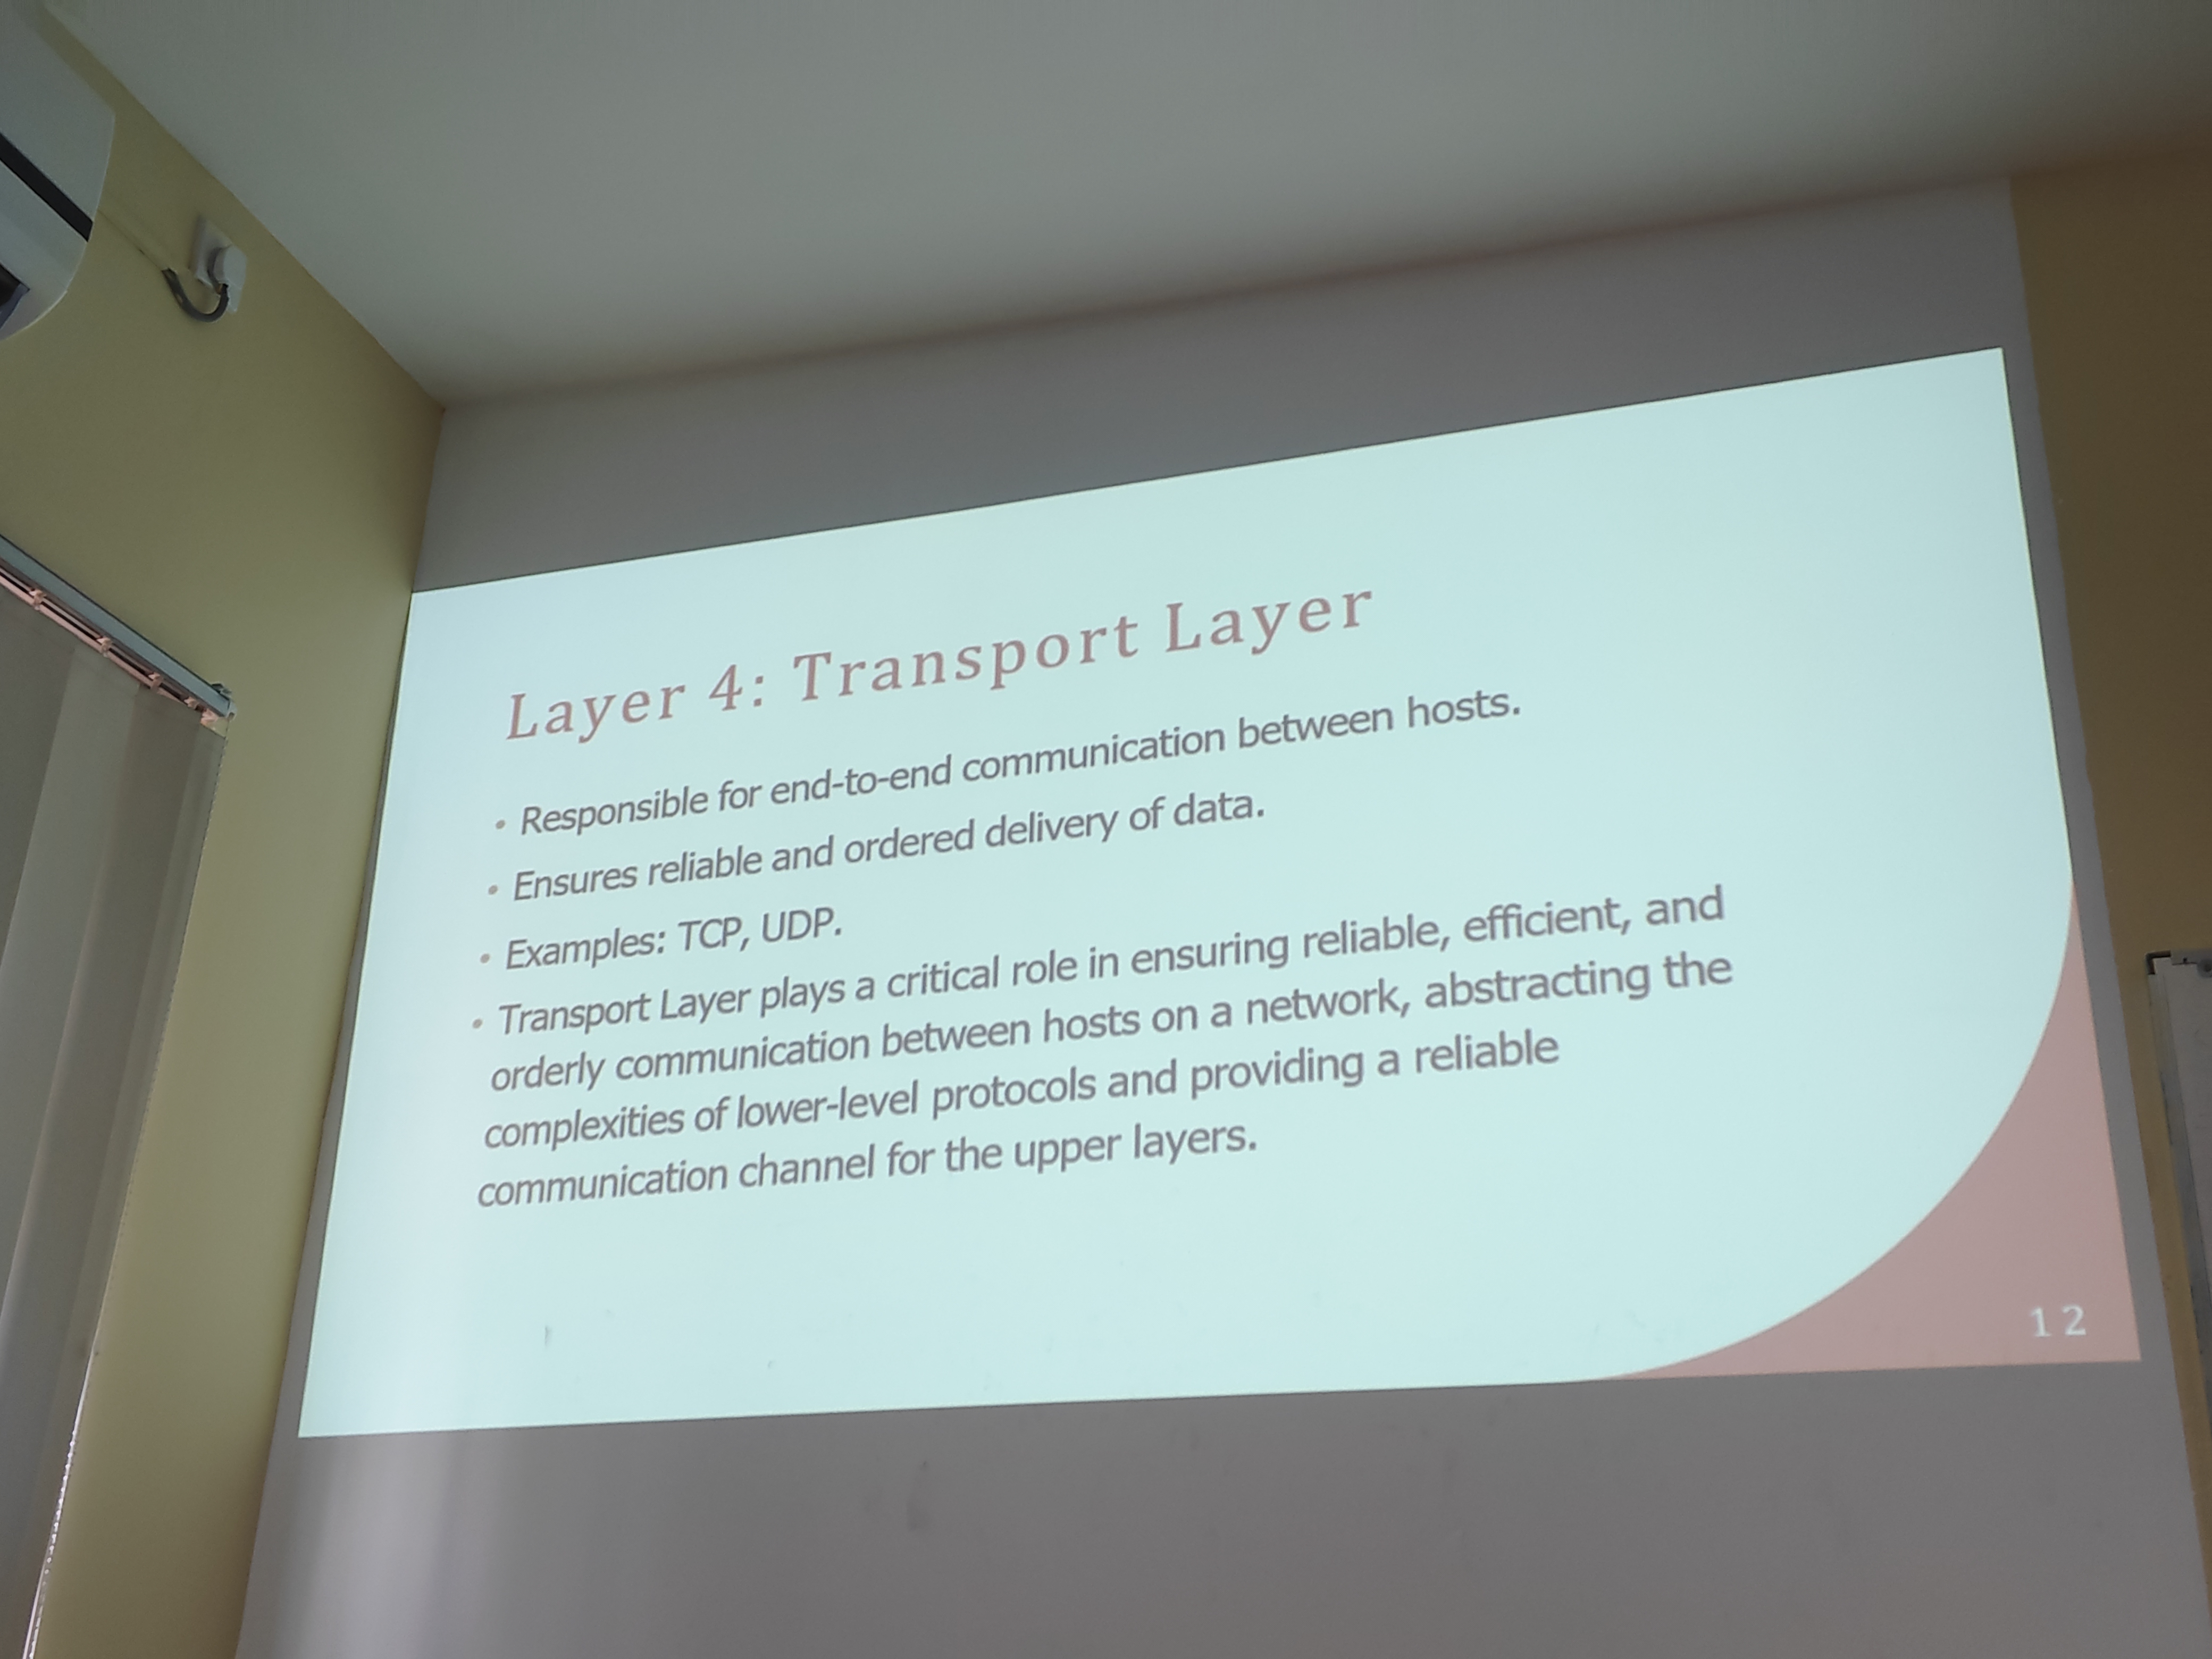 Layer 4: Transport Layer
• Responsible for end-to-end communication between hosts.
• Ensures reliable and ordered delivery of data.
• Examples: TCP, UDP.
• Transport Layer plays a critical role in ensuring reliable, efficient, and
orderly communication between hosts on a network, abstracting the
complexities of lower-level protocols and providing a reliable
communication channel for the upper layers.
12